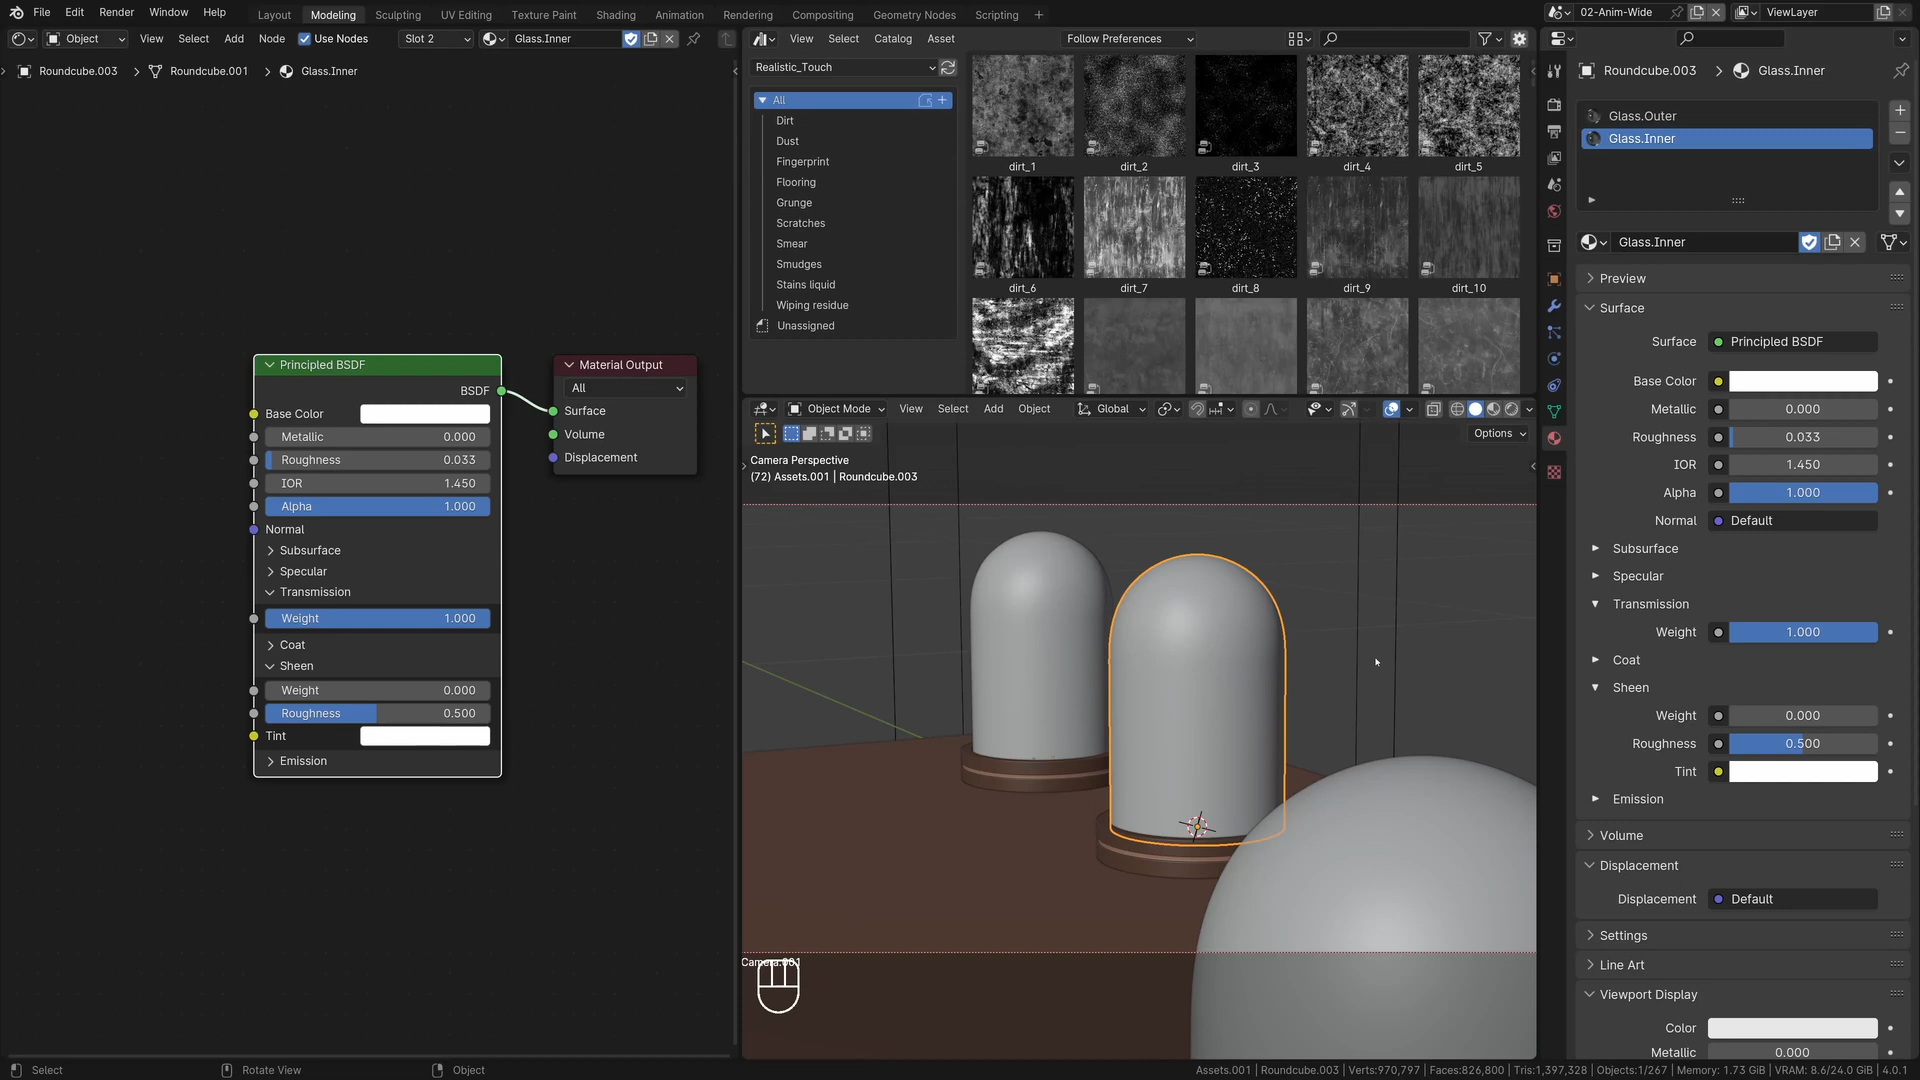 File Edit Render Window Help
Layout Modeling Sculpting UV Editing Texture Paint Shading Animation Rendering Compositing Geometry Nodes Scripting +
02-Anim-Wide ViewLayer
Object View Select Add Node Use Nodes Slot 2 Glass.Inner
View Select Catalog Asset Follow Preferences
Roundcube.003 > Roundcube.001 > Glass.Inner
Realistic_Touch
All
Dirt
Dust
Fingerprint
Flooring
Grunge
Scratches
Smear
Smudges
Stains liquid
Wiping residue
Unassigned
dirt_1 dirt_2 dirt_3 dirt_4 dirt_5
dirt_6 dirt_7 dirt_8 dirt_9 dirt_10
Principled BSDF
BSDF
Base Color
Metallic 0.000
Roughness 0.033
IOR 1.450
Alpha 1.000
Normal
Subsurface
Specular
Transmission
Weight 1.000
Coat
Sheen
Weight 0.000
Roughness 0.500
Tint
Emission
Material Output
All
Surface
Volume
Displacement
Object Mode View Select Add Object Global
Options
Camera Perspective
(72) Assets.001 | Roundcube.003
Camera.001
Roundcube.003 > Glass.Inner
Glass.Outer
Glass.Inner
Glass.Inner
Preview
Surface
Surface Principled BSDF
Base Color
Metallic 0.000
Roughness 0.033
IOR 1.450
Alpha 1.000
Normal Default
Subsurface
Specular
Transmission
Weight 1.000
Coat
Sheen
Weight 0.000
Roughness 0.500
Tint
Emission
Volume
Displacement
Displacement Default
Settings
Line Art
Viewport Display
Color
Metallic 0.000
Select Rotate View Object
Assets.001 | Roundcube.003 | Verts:970,797 | Faces:826,800 | Tris:1,397,328 | Objects:1/267 | Memory: 1.73 GiB | VRAM: 8.6/24.0 GiB | 4.0.1